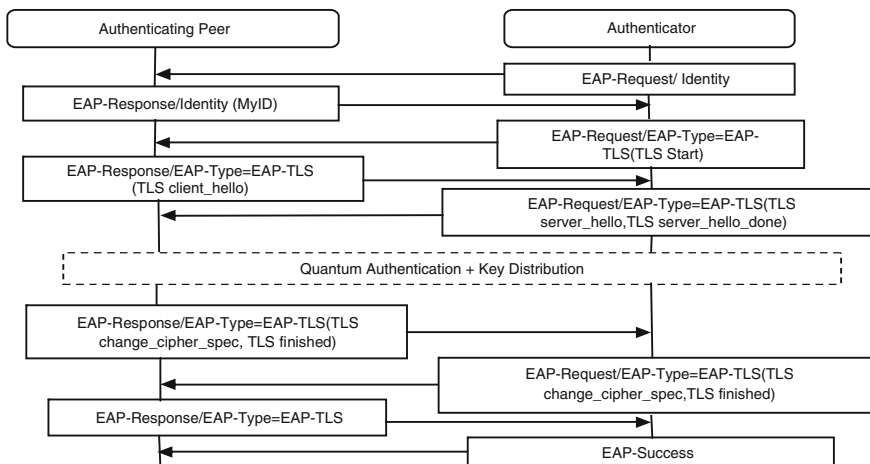 Authenticating Peer
Authenticator
EAP-Request/ Identity
EAP-Response/Identity (MyID)
EAP-Request/EAP-Type=EAP-
TLS(TLS Start)
EAP-Response/EAP-Type=EAP-TLS
(TLS client_hello)
EAP-Request/EAP-Type=EAP-TLS(TLS
server_hello,TLS server_hello_done)
Quantum Authentication + Key Distribution
EAP-Response/EAP-Type=EAP-TLS(TLS
change_cipher_spec, TLS finished)
EAP-Request/EAP-Type=EAP-TLS(TLS
change_cipher_spec,TLS finished)
EAP-Response/EAP-Type=EAP-TLS
EAP-Success